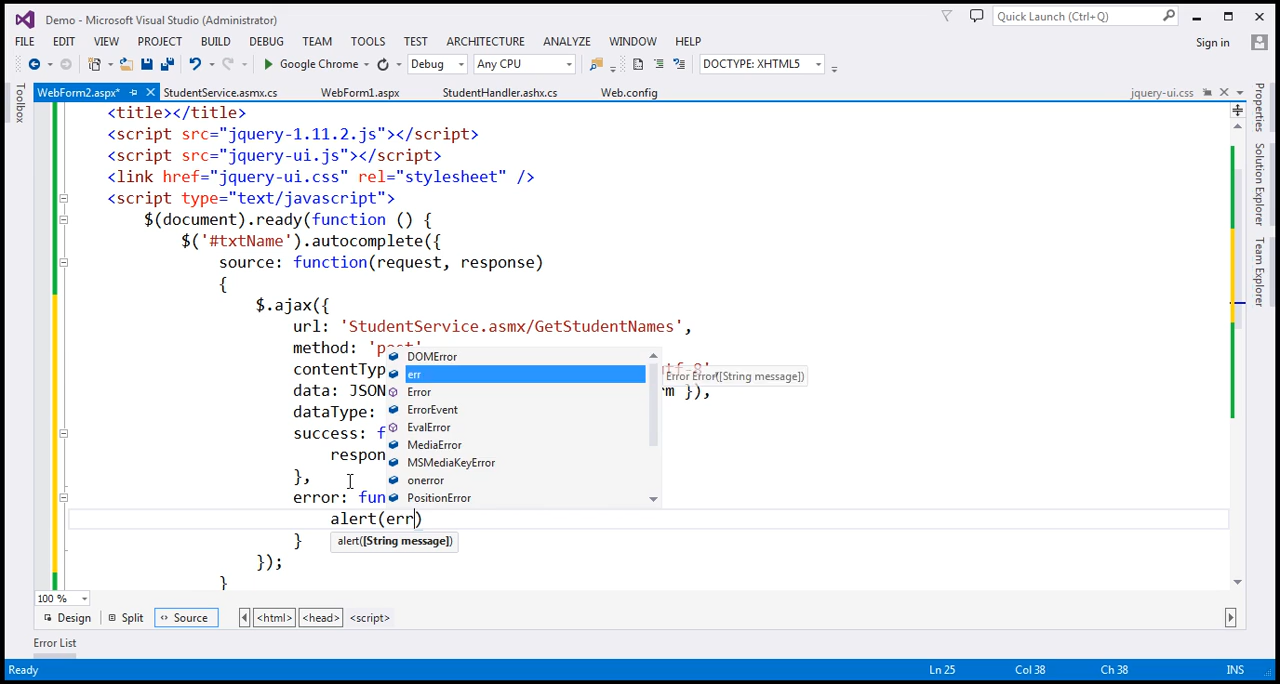 Demo - Microsoft Visual Studio (Administrator)
Quick Launch (Ctrl+Q)
FILE EDIT VIEW PROJECT BUILD DEBUG TEAM TOOLS TEST ARCHITECTURE ANALYZE WINDOW HELP
Sign in
Google Chrome Debug Any CPU DOCTYPE: XHTML5
WebForm2.aspx* StudentService.asmx.cs WebForm1.aspx StudentHandler.ashx.cs Web.config jquery-ui.css
Toolbox
Properties
Solution Explorer
Team Explorer
<title></title>
<script src="jquery-1.11.2.js"></script>
<script src="jquery-ui.js"></script>
<link href="jquery-ui.css" rel="stylesheet" />
<script type="text/javascript">
$(document).ready(function () {
$('#txtName').autocomplete({
source: function(request, response)
{
$.ajax({
url: 'StudentService.asmx/GetStudentNames',
method: 'post'
contentType
data: JSON }),
dataType:
success: f
respon
},
error: fun
alert(err)
}
});
}
DOMError
err
Error
ErrorEvent
EvalError
MediaError
MSMediaKeyError
onerror
PositionError
Error Error([String message])
alert([String message])
100 %
Design Split Source <html> <head> <script>
Error List
Ready Ln 25 Col 38 Ch 38 INS